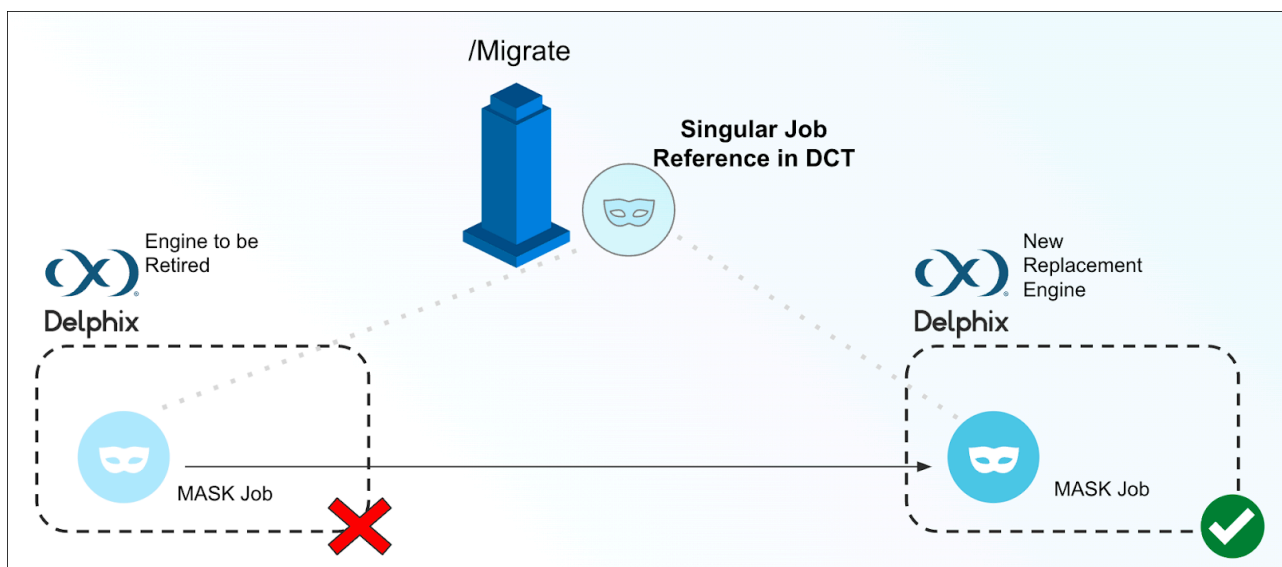 /Migrate
Singular Job
Reference in DCT
Engine to be
Retired
Delphix
MASK Job
New
Replacement
Engine
Delphix
MASK Job